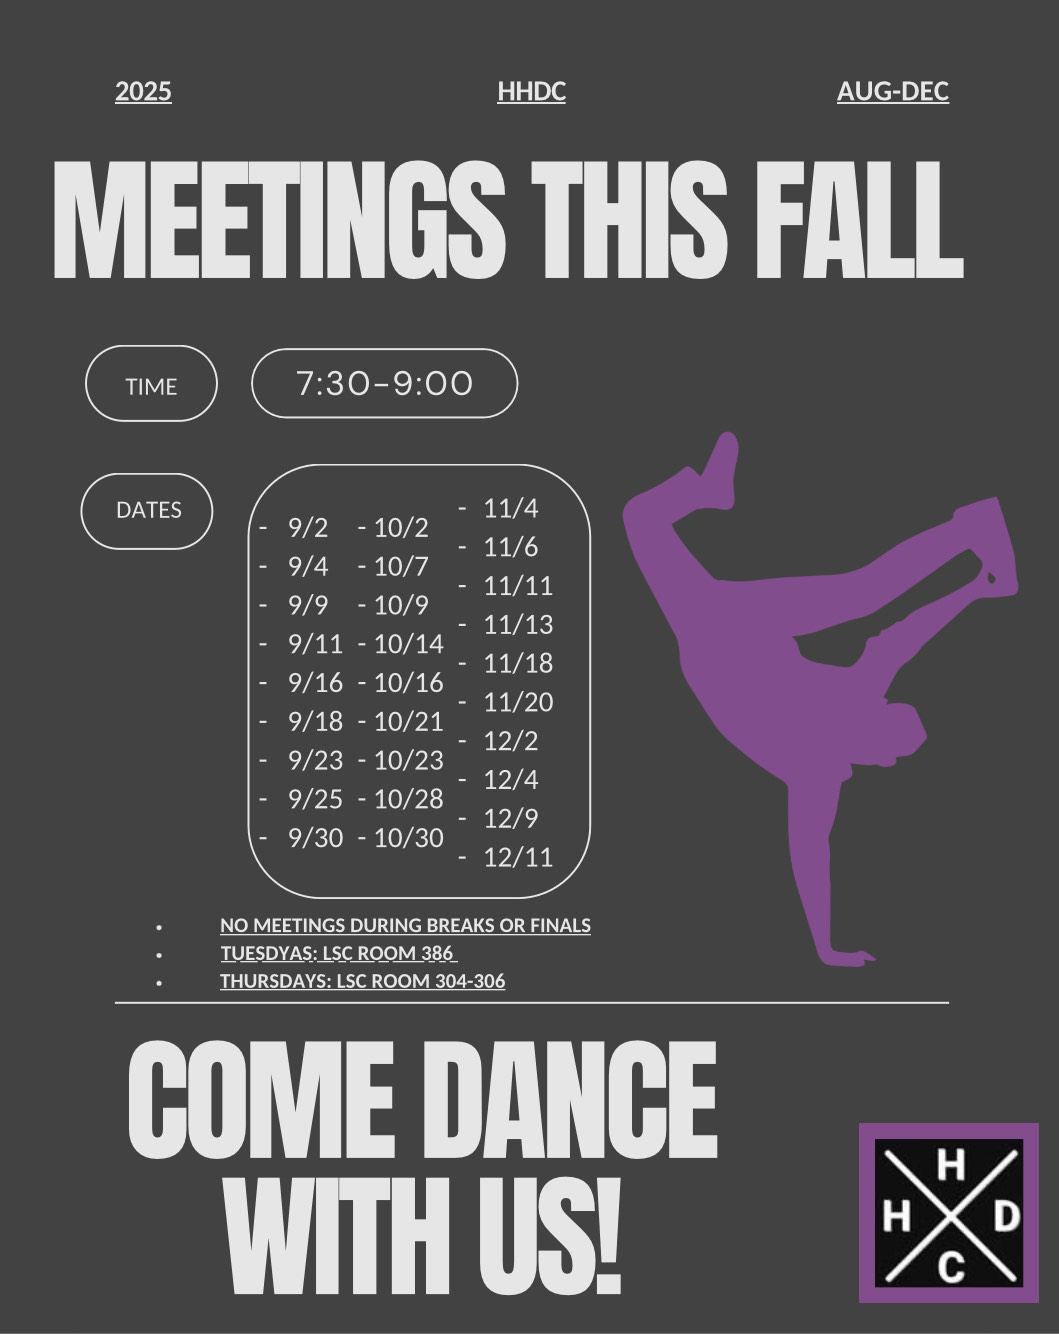 2025 HHDC AUG-DEC
MEETINGS THIS FALL
TIME 7:30-9:00
DATES
- 9/2
- 9/4
- 9/9
- 9/11
- 9/16
- 9/18
- 9/23
- 9/25
- 9/30
- 10/2
- 10/7
- 10/9
- 10/14
- 10/16
- 10/21
- 10/23
- 10/28
- 10/30
- 11/4
- 11/6
- 11/11
- 11/13
- 11/18
- 11/20
- 12/2
- 12/4
- 12/9
- 12/11
• NO MEETINGS DURING BREAKS OR FINALS
• TUESDYAS: LSC ROOM 386
• THURSDAYS: LSC ROOM 304-306
COME DANCE
WITH US!
H
H D
C